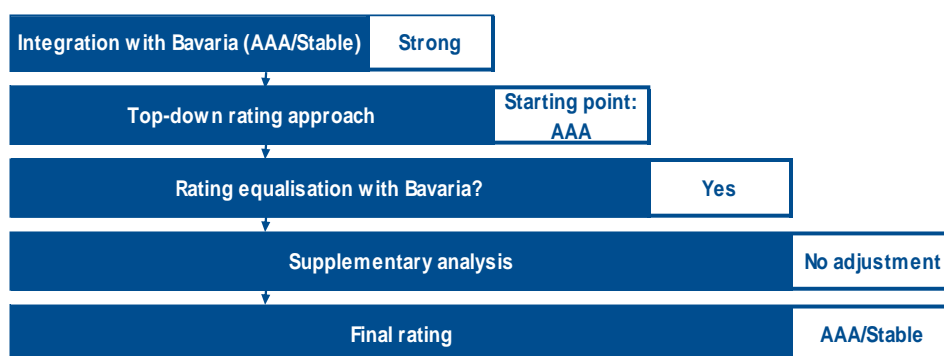 Integration with Bavaria (AAA/Stable) Strong
Top-down rating approach Starting point:
AAA
Rating equalisation with Bavaria? Yes
Supplementary analysis No adjustment
Final rating AAA/Stable